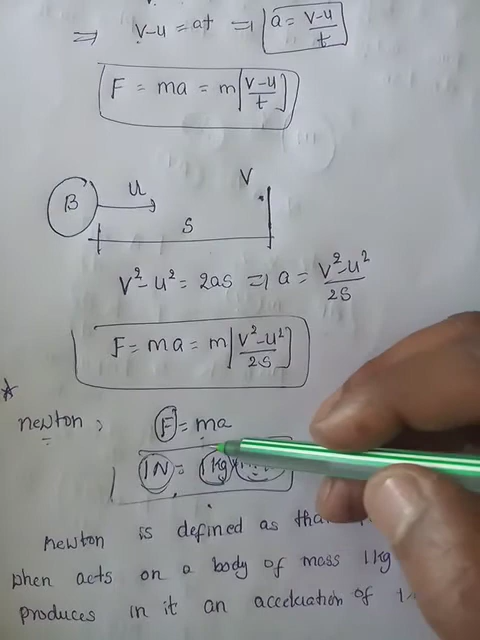 ⇒ v-u = at ⇒ a = v-u/t
F = ma = m[v-u/t]
B u V
s
v²-u² = 2as ⇒ a = v²-u²/2s
F = ma = m[v²-u²/2s]
newton: F = ma
1N = 1kg
newton is defined as that
when acts on a body of mass 1kg
produces in it an acceleration of